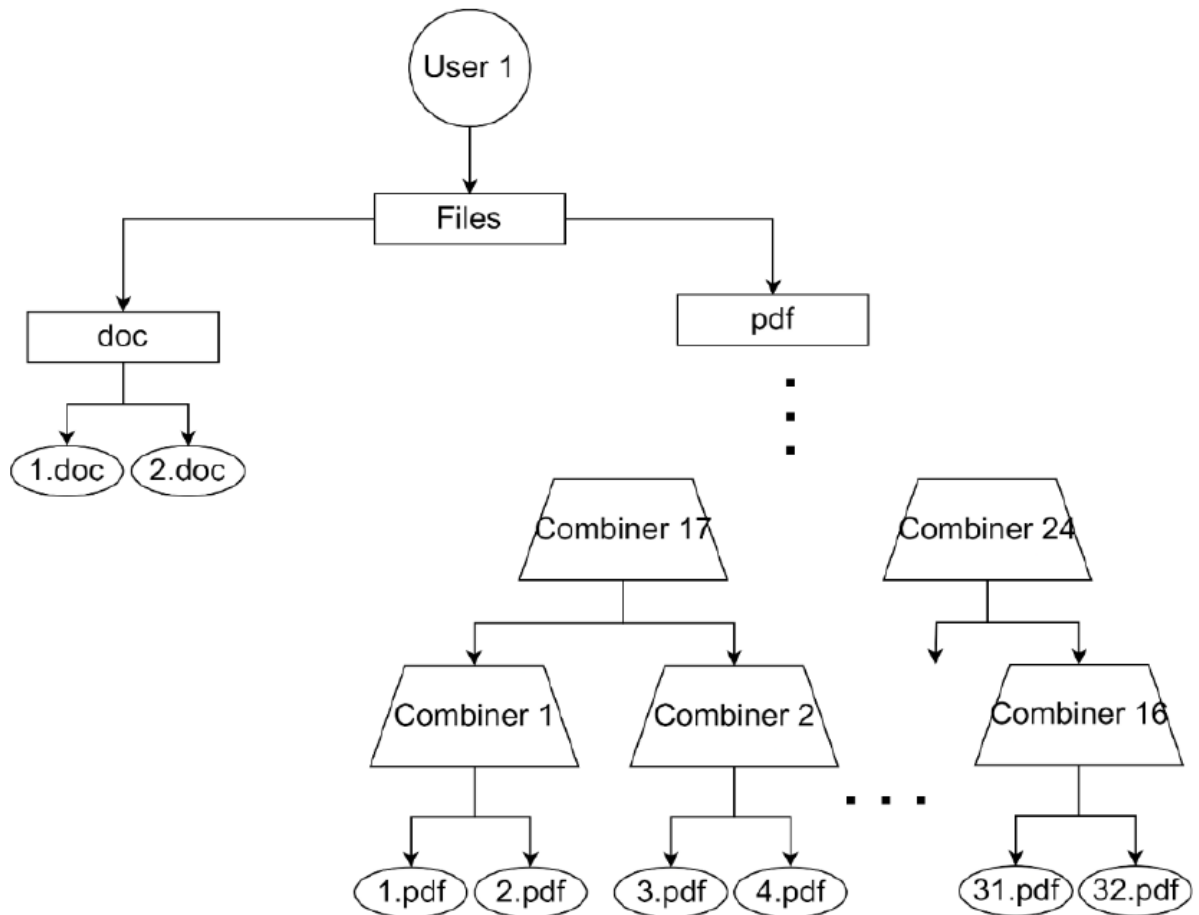 User 1
Files
doc
pdf
1.doc
2.doc
Combiner 17
Combiner 24
Combiner 1
Combiner 2
Combiner 16
1.pdf
2.pdf
3.pdf
4.pdf
31.pdf
32.pdf